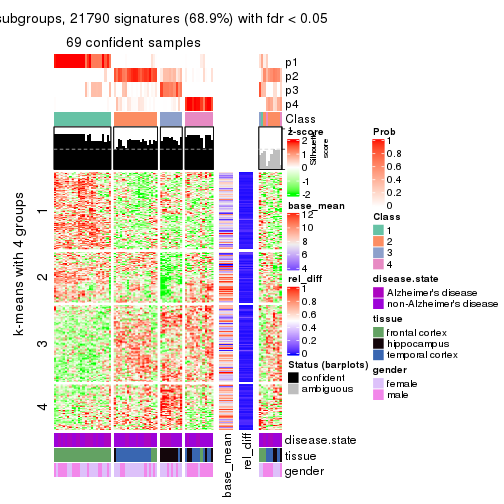 subgroups, 21790 signatures (68.9%) with fdr < 0.05
69 confident samples
p1
p2
p3
p4
Class
z-score
2
1
0
-1
-2
Silhouette
score
base_mean
12
10
8
6
4
rel_diff
1
0.8
0.6
0.4
0.2
0
Status (barplots)
confident
ambiguous
Prob
1
0.8
0.6
0.4
0.2
0
Class
1
2
3
4
disease.state
Alzheimer's disease
non-Alzheimer's disease
tissue
frontal cortex
hippocampus
temporal cortex
gender
female
male
k-means with 4 groups
1
2
3
4
disease.state
tissue
gender
base_mean
rel_diff